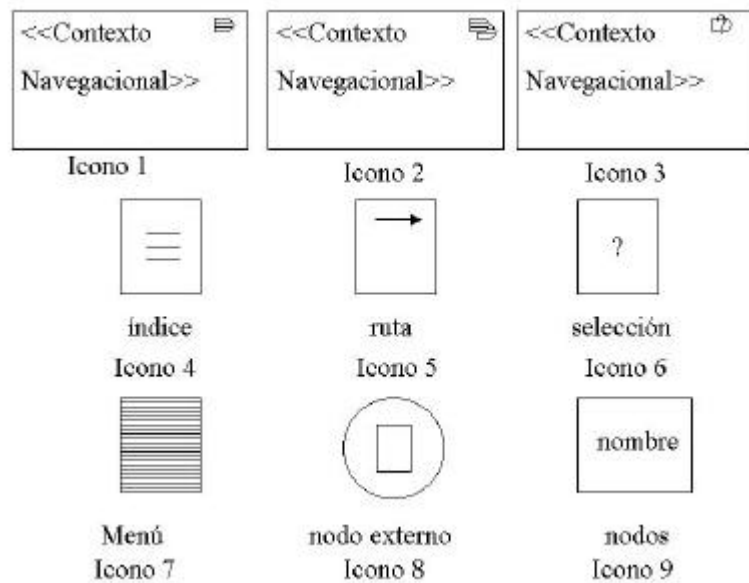 <<Contexto
Navegacional>>
Icono 1
<<Contexto
Navegacional>>
Icono 2
<<Contexto
Navegacional>>
Icono 3
índice
Icono 4
ruta
Icono 5
?
selección
Icono 6
Menú
Icono 7
nodo externo
Icono 8
nombre
nodos
Icono 9